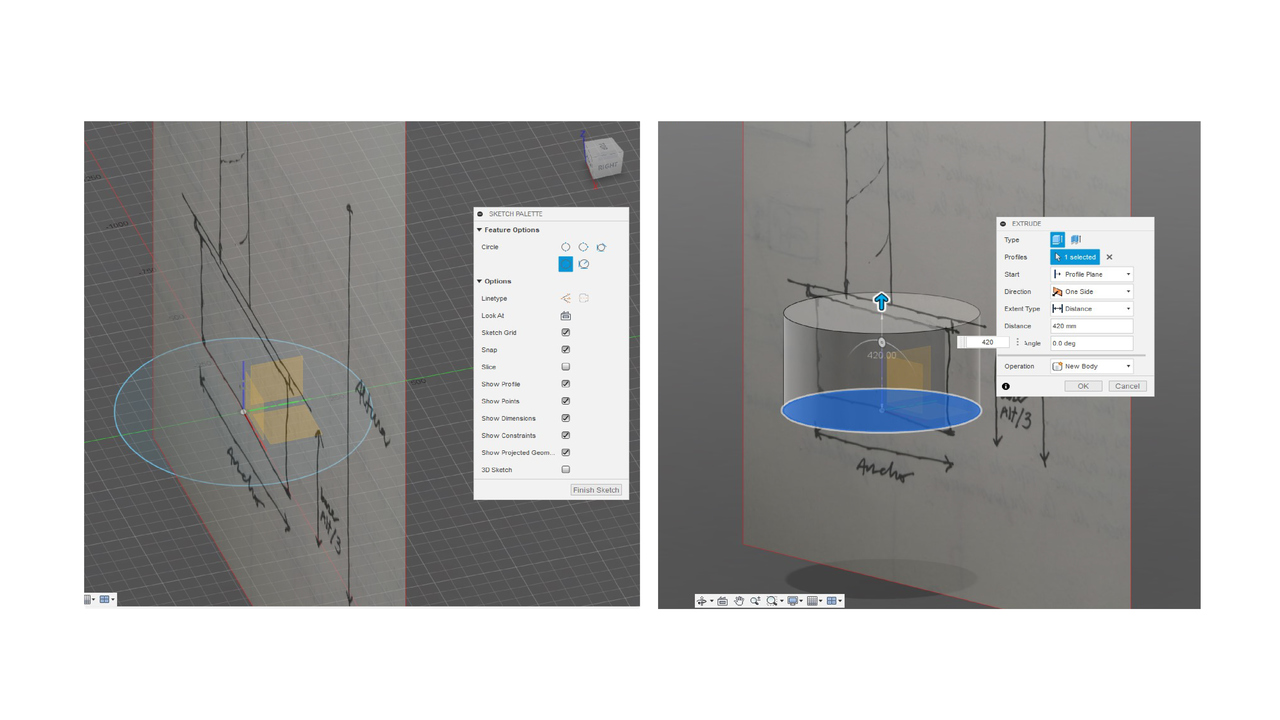 Z
RIGHT
SKETCH PALETTE
Feature Options
Circle
Options
Linetype
Look At
Sketch Grid
Snap
Slice
Show Profile
Show Points
Show Dimensions
Show Constraints
Show Projected Geom...
3D Sketch
Finish Sketch
Alt/3
EXTRUDE
Type
Profiles
1 selected
Start
Profile Plane
Direction
One Side
Extent Type
Distance
Distance
420 mm
420
Angle
0.0 deg
Operation
New Body
OK
Cancel
420.00
Alt/3
Anchor